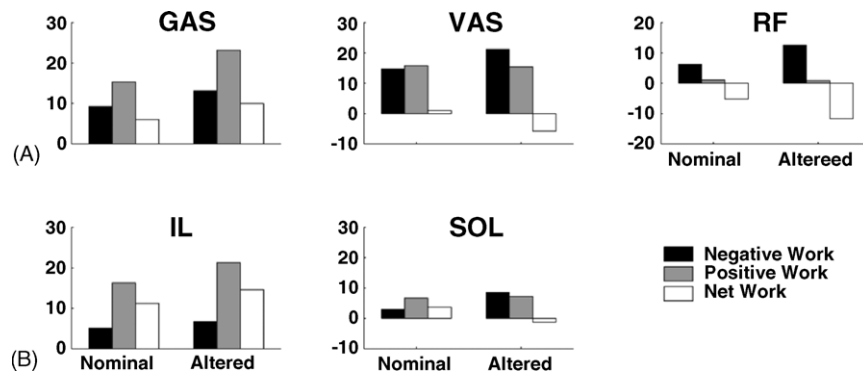 GAS
VAS
RF
30
20
10
0
30
20
10
0
-10
20
10
0
-10
-20
(A)
Nominal
Altereed
IL
SOL
30
20
10
0
30
20
10
0
-10
Negative Work
Positive Work
Net Work
(B)
Nominal
Altered
Nominal
Altered